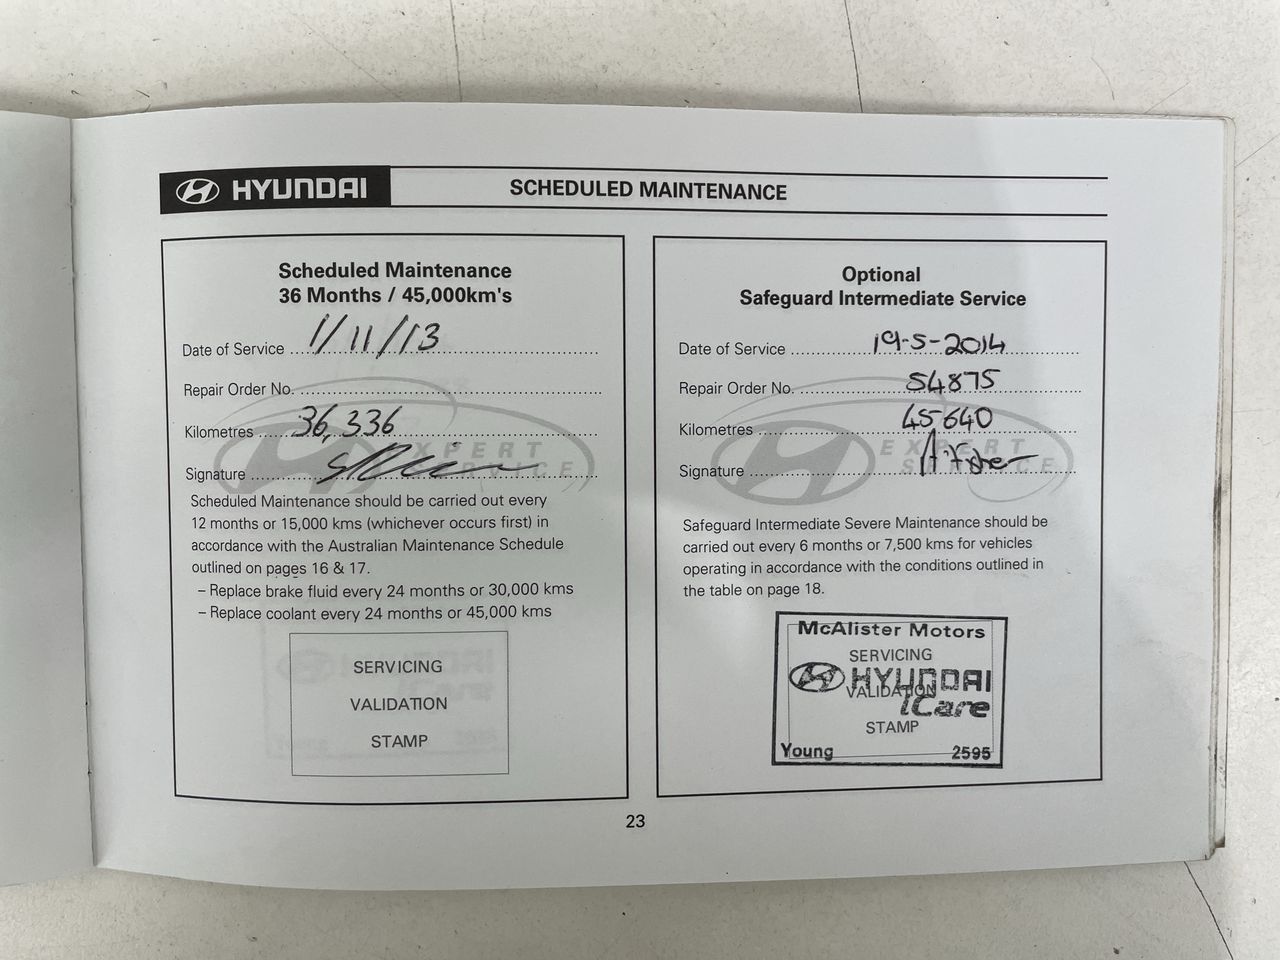 HYUNDAI
SCHEDULED MAINTENANCE
Scheduled Maintenance
36 Months / 45,000km's
Date of Service 1/11/13
Repair Order No.
Kilometres 36,336
Signature
EXPERT
SERVICE
Scheduled Maintenance should be carried out every
12 months or 15,000 kms (whichever occurs first) in
accordance with the Australian Maintenance Schedule
outlined on pages 16 & 17.
– Replace brake fluid every 24 months or 30,000 kms
– Replace coolant every 24 months or 45,000 kms
SERVICING
VALIDATION
STAMP
Optional
Safeguard Intermediate Service
Date of Service 19-5-2014
Repair Order No. 54875
Kilometres 45640
Signature
EXPERT
SERVICE
Safeguard Intermediate Severe Maintenance should be
carried out every 6 months or 7,500 kms for vehicles
operating in accordance with the conditions outlined in
the table on page 18.
McAlister Motors
SERVICING
HYUNDAI
VALIDATION
iCare
STAMP
Young 2595
23